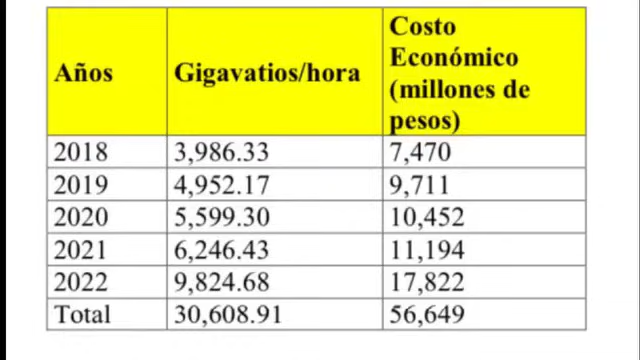 Años Gigavatios/hora Costo Económico (millones de pesos)
2018 3,986.33 7,470
2019 4,952.17 9,711
2020 5,599.30 10,452
2021 6,246.43 11,194
2022 9,824.68 17,822
Total 30,608.91 56,649